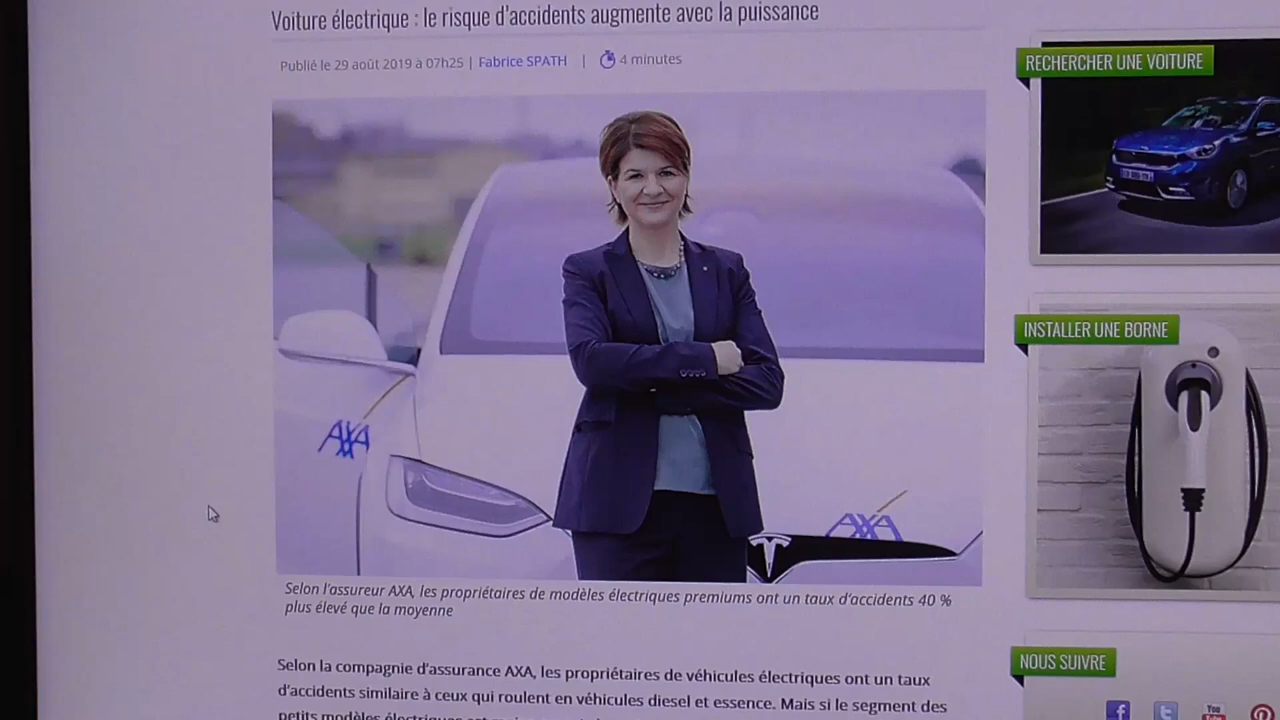 Voiture électrique : le risque d'accidents augmente avec la puissance
Publié le 29 août 2019 à 07h25 | Fabrice SPATH | 4 minutes
RECHERCHER UNE VOITURE
INSTALLER UNE BORNE
AXA
AXA
Selon l'assureur AXA, les propriétaires de modèles électriques premiums ont un taux d'accidents 40 %
plus élevé que la moyenne
Selon la compagnie d'assurance AXA, les propriétaires de véhicules électriques ont un taux
d'accidents similaire à ceux qui roulent en véhicules diesel et essence. Mais si le segment des
petits modèles
NOUS SUIVRE
You